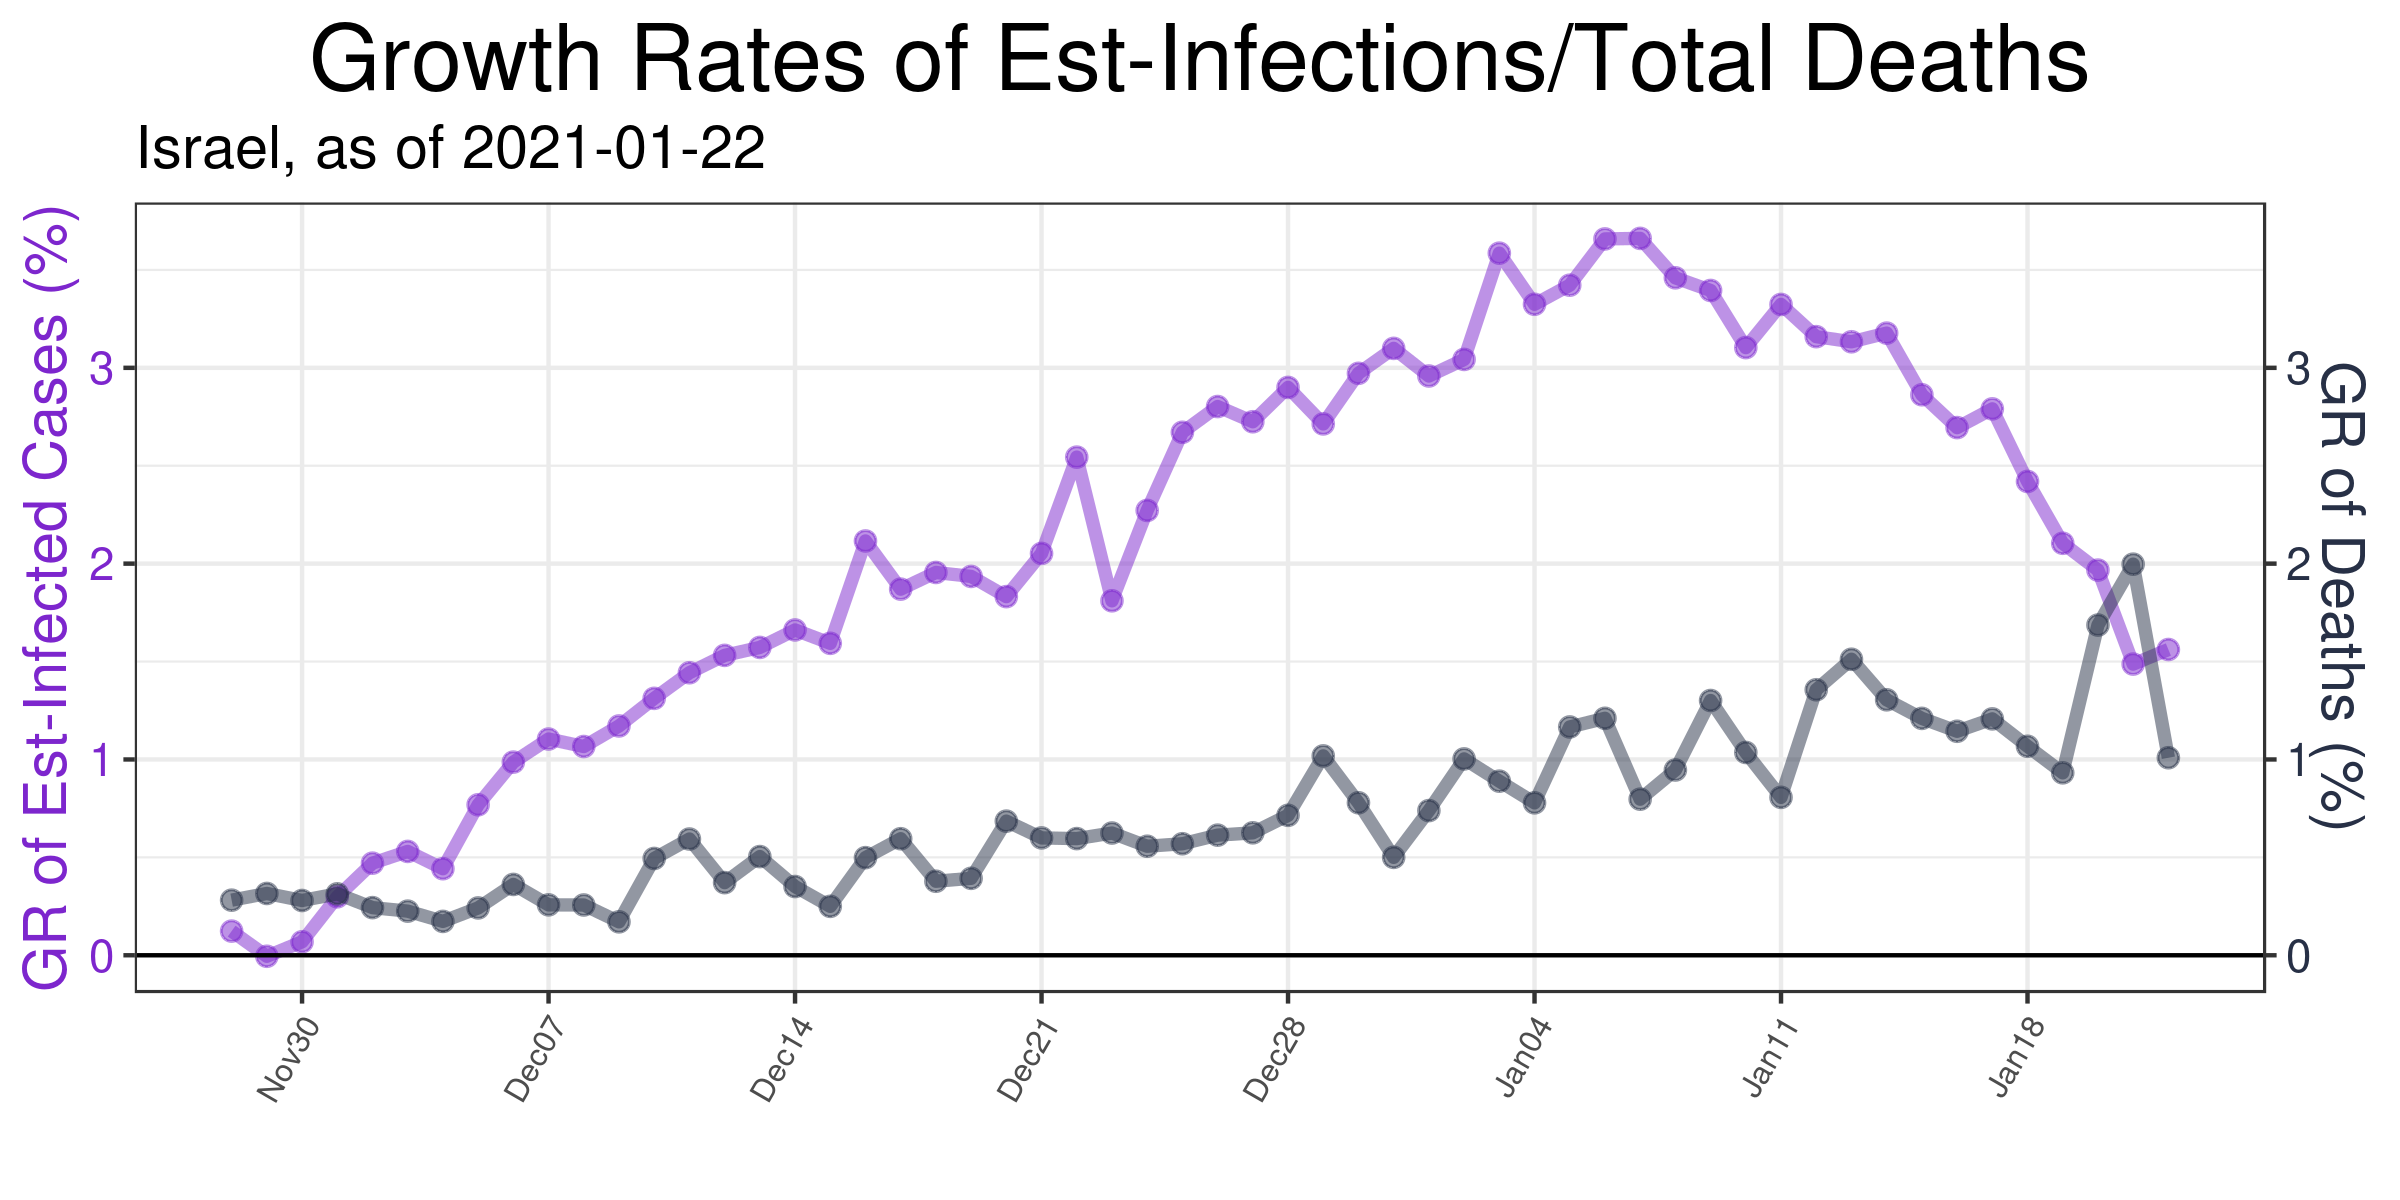 Growth Rates of Est-Infections/Total Deaths
Israel, as of 2021-01-22
GR of Est-Infected Cases (%)
3
2
1
0
3
2
1
0
GR of Deaths (%)
Nov30
Dec07
Dec14
Dec21
Dec28
Jan04
Jan11
Jan18